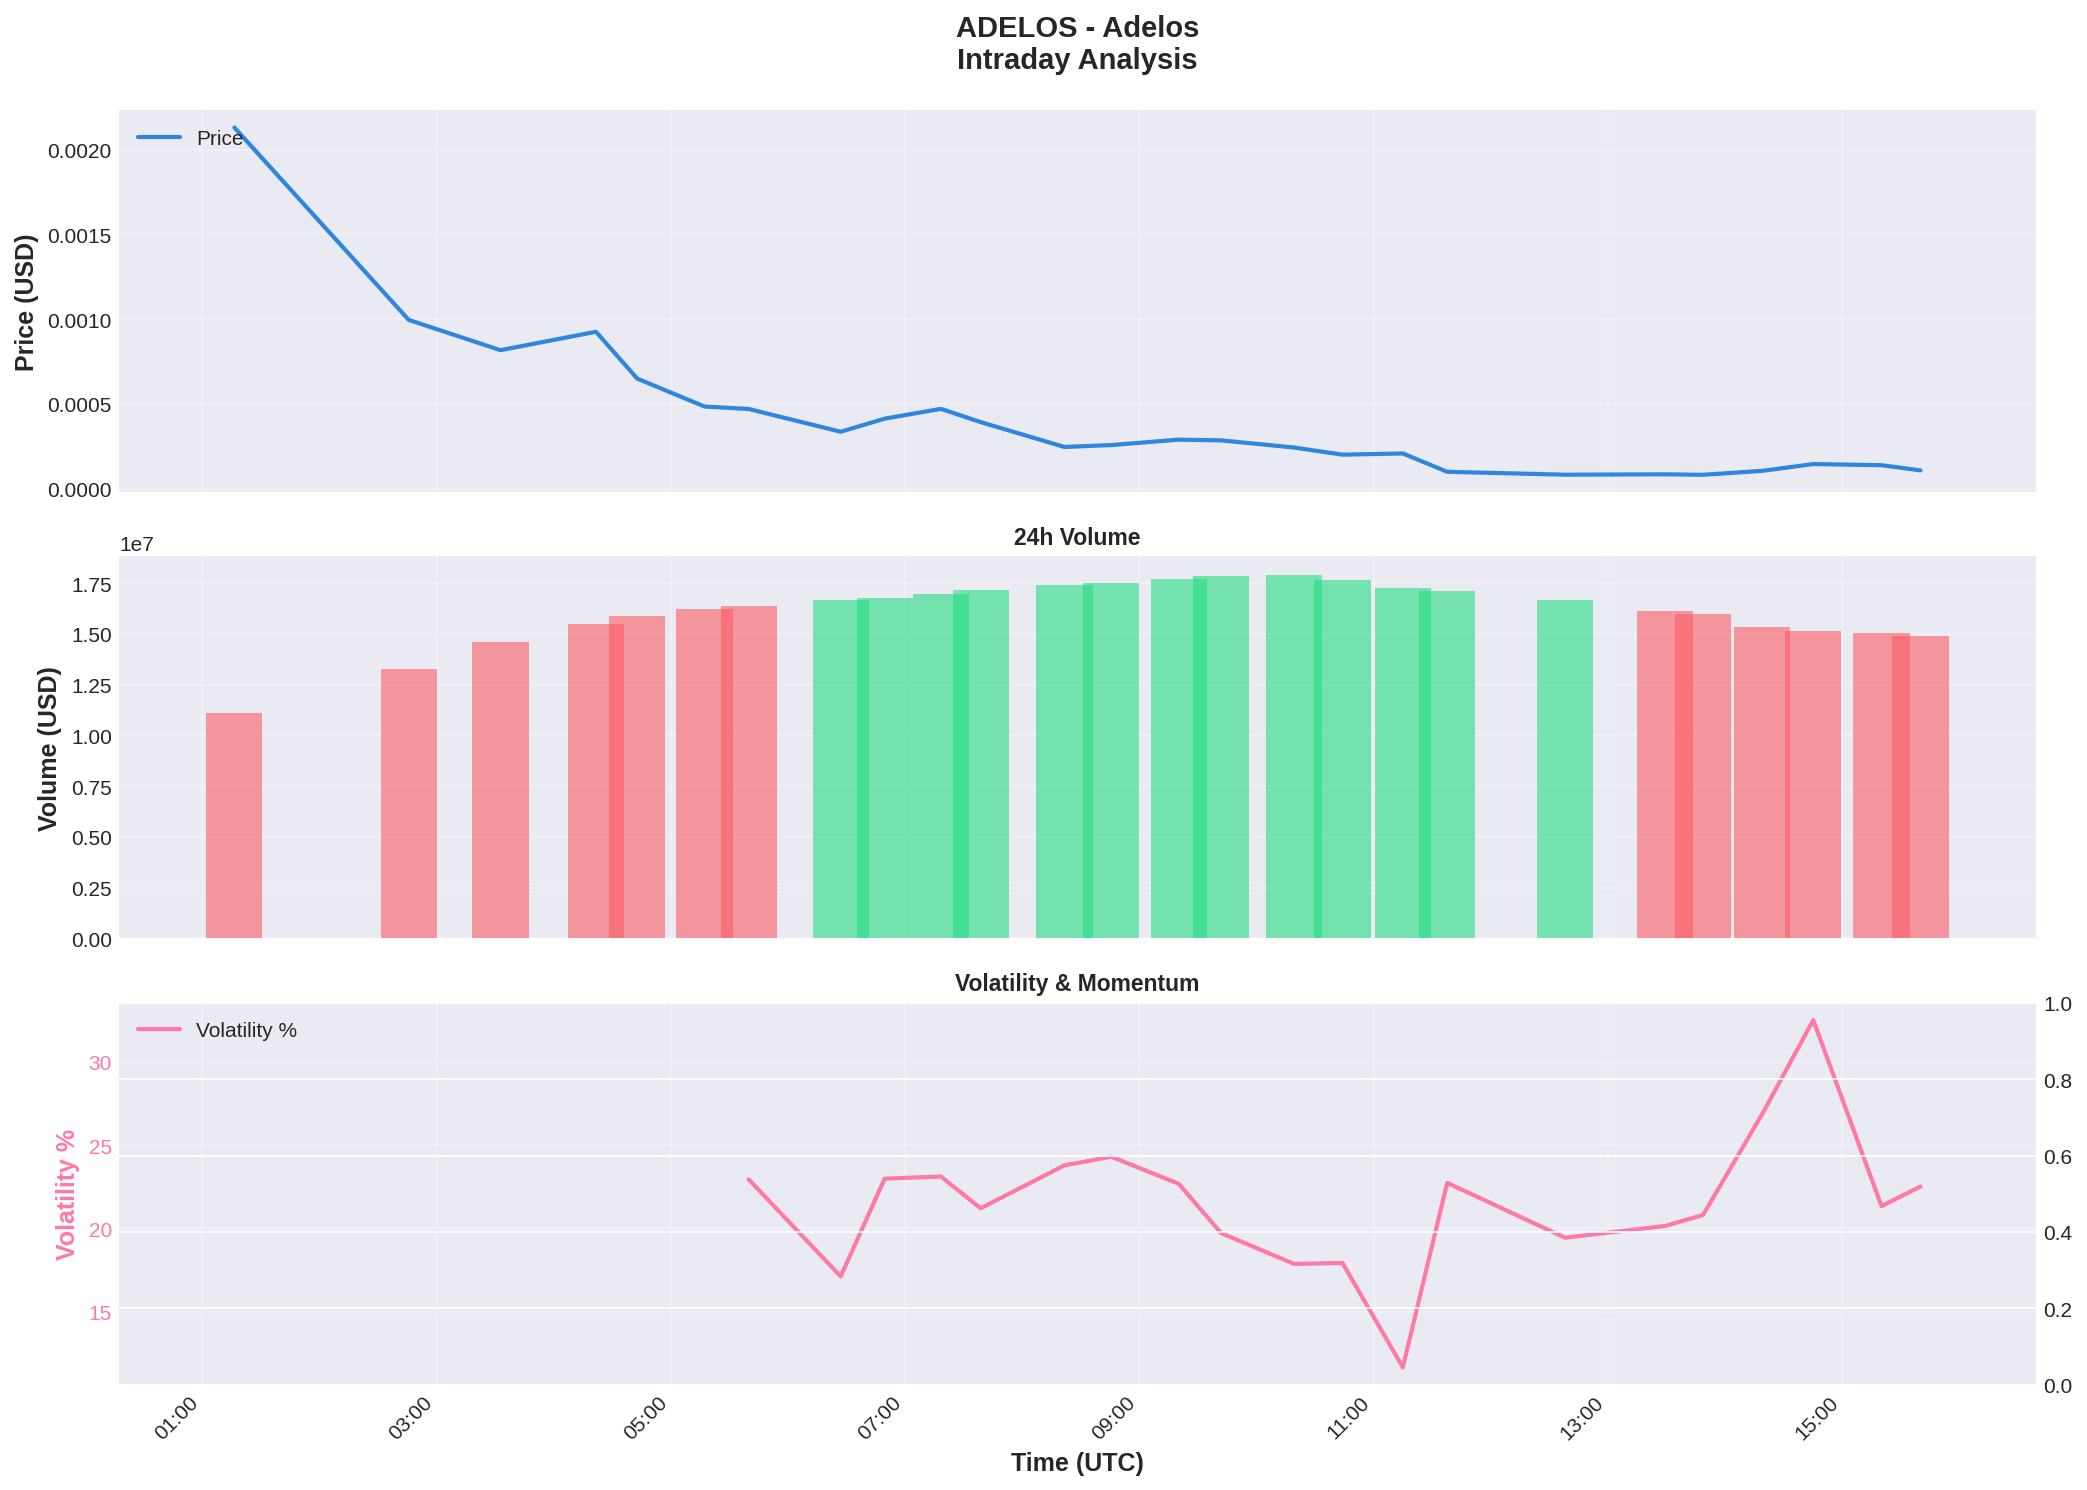 ADELOS - Adelos
Intraday Analysis
Price
0.0020
0.0015
0.0010
0.0005
0.0000
Price (USD)
24h Volume
1e7
1.75
1.50
1.25
1.00
0.75
0.50
0.25
0.00
Volume (USD)
Volatility & Momentum
Volatility %
30
25
20
15
Volatility %
1.0
0.8
0.6
0.4
0.2
0.0
01:00
03:00
05:00
07:00
09:00
11:00
13:00
15:00
Time (UTC)